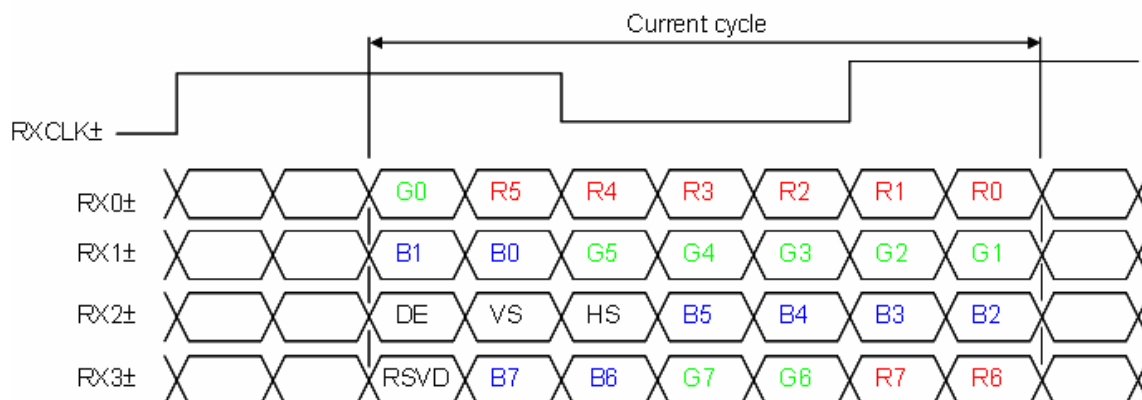 Current cycle
RXCLK±
RX0± G0 R5 R4 R3 R2 R1 R0
RX1± B1 B0 G5 G4 G3 G2 G1
RX2± DE VS HS B5 B4 B3 B2
RX3± RSVD B7 B6 G7 G6 R7 R6